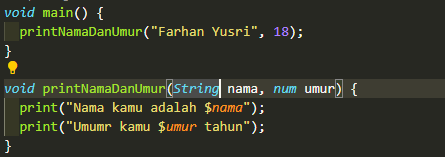 void main() {
  printNamaDanUmur("Farhan Yusri", 18);
}
void printNamaDanUmur(String nama, num umur) {
  print("Nama kamu adalah $nama");
  print("Umumr kamu $umur tahun");
}